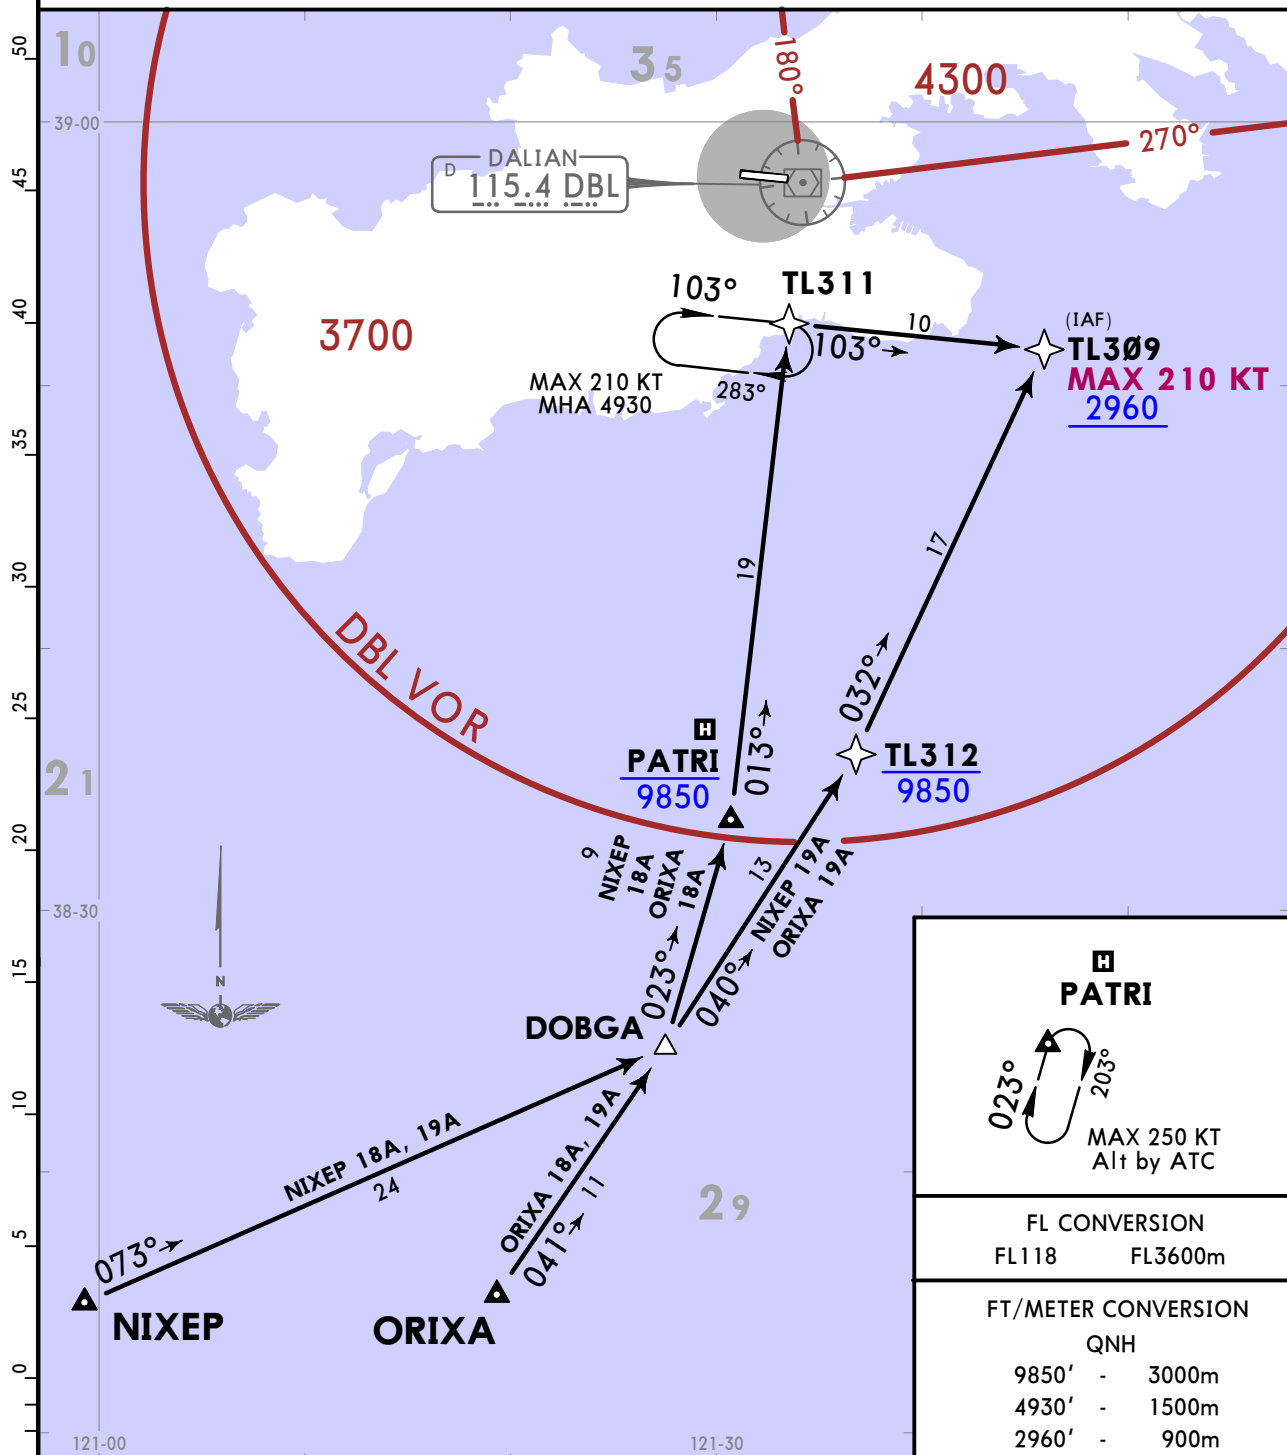 50
10
35
180°
4300
39-00
270°
DALIAN
D 115.4 DBL
45
40
103°
TL311
10
(IAF)
TL3Ø9
MAX 210 KT
2960
3700
103°
MAX 210 KT
MHA 4930
283°
35
19
17
30
DBL VOR
032°
25
013°
PATRI
9850
TL312
9850
21
H
20
9
NIXEP
18A
ORIXA
18A
13
NIXEP 19A
ORIXA 19A
38-30
15
N
023°
040°
DOBGA
H
PATRI
023°
203°
MAX 250 KT
Alt by ATC
10
NIXEP 18A, 19A
24
ORIXA 18A, 19A
11
041°
29
5
073°
NIXEP
ORIXA
FL CONVERSION
FL118 FL3600m
FT/METER CONVERSION
QNH
9850' - 3000m
4930' - 1500m
2960' - 900m
0
121-00
121-30